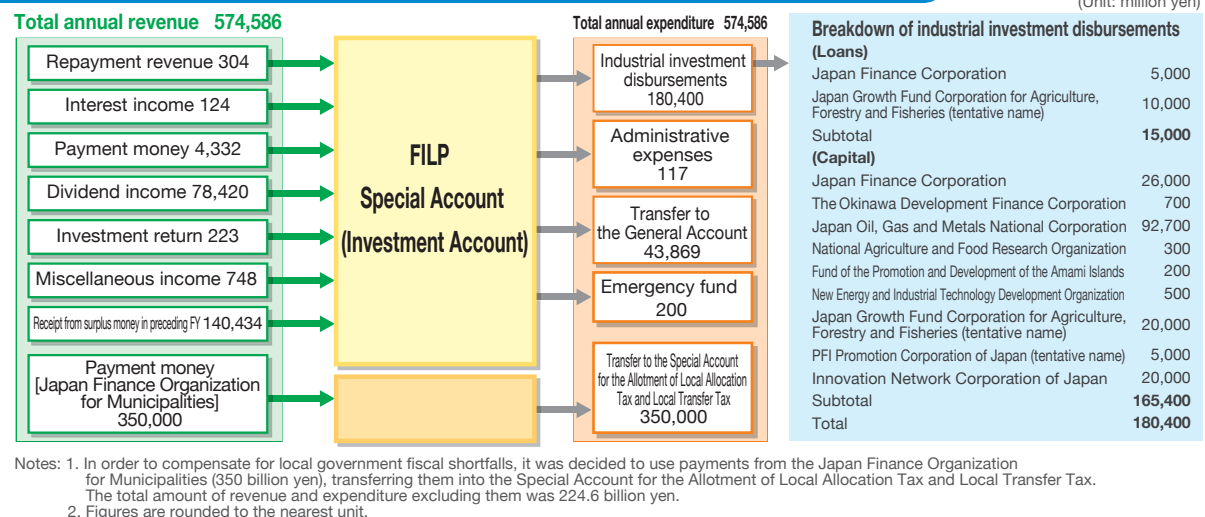 (Unit: million yen)
Total annual revenue 574,586
Repayment revenue 304
Interest income 124
Payment money 4,332
Dividend income 78,420
Investment return 223
Miscellaneous income 748
Receipt from surplus money in preceding FY 140,434
Payment money
[Japan Finance Organization
for Municipalities]
350,000
FILP
Special Account
(Investment Account)
Total annual expenditure 574,586
Industrial investment
disbursements
180,400
Administrative
expenses
117
Transfer to
the General Account
43,869
Emergency fund
200
Transfer to the Special Account
for the Allotment of Local Allocation
Tax and Local Transfer Tax
350,000
Breakdown of industrial investment disbursements
(Loans)
Japan Finance Corporation 5,000
Japan Growth Fund Corporation for Agriculture,
Forestry and Fisheries (tentative name) 10,000
Subtotal 15,000
(Capital)
Japan Finance Corporation 26,000
The Okinawa Development Finance Corporation 700
Japan Oil, Gas and Metals National Corporation 92,700
National Agriculture and Food Research Organization 300
Fund of the Promotion and Development of the Amami Islands 200
New Energy and Industrial Technology Development Organization 500
Japan Growth Fund Corporation for Agriculture,
Forestry and Fisheries (tentative name) 20,000
PFI Promotion Corporation of Japan (tentative name) 5,000
Innovation Network Corporation of Japan 20,000
Subtotal 165,400
Total 180,400
Notes: 1. In order to compensate for local government fiscal shortfalls, it was decided to use payments from the Japan Finance Organization
for Municipalities (350 billion yen), transferring them into the Special Account for the Allotment of Local Allocation Tax and Local Transfer Tax.
The total amount of revenue and expenditure excluding them was 224.6 billion yen.
2. Figures are rounded to the nearest unit.